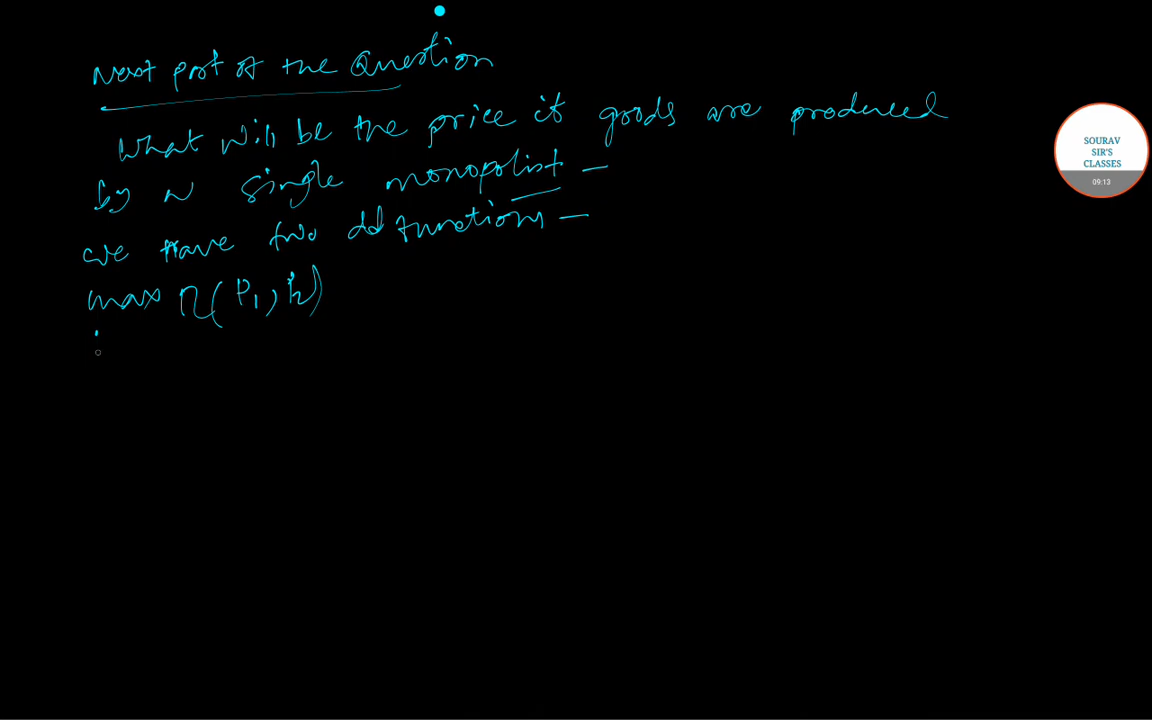 Next part of the Question
What will be the price if goods are produced
by a single monopolist –
we have two dd functions –
max π(P1, P2)
SOURAV
SIR'S
CLASSES
09:13